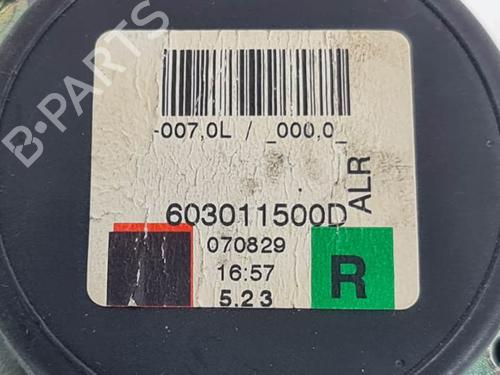 B-PARTS
-007,0L / _000,0_
ALR
603011500D
070829
16:57
5.23
R